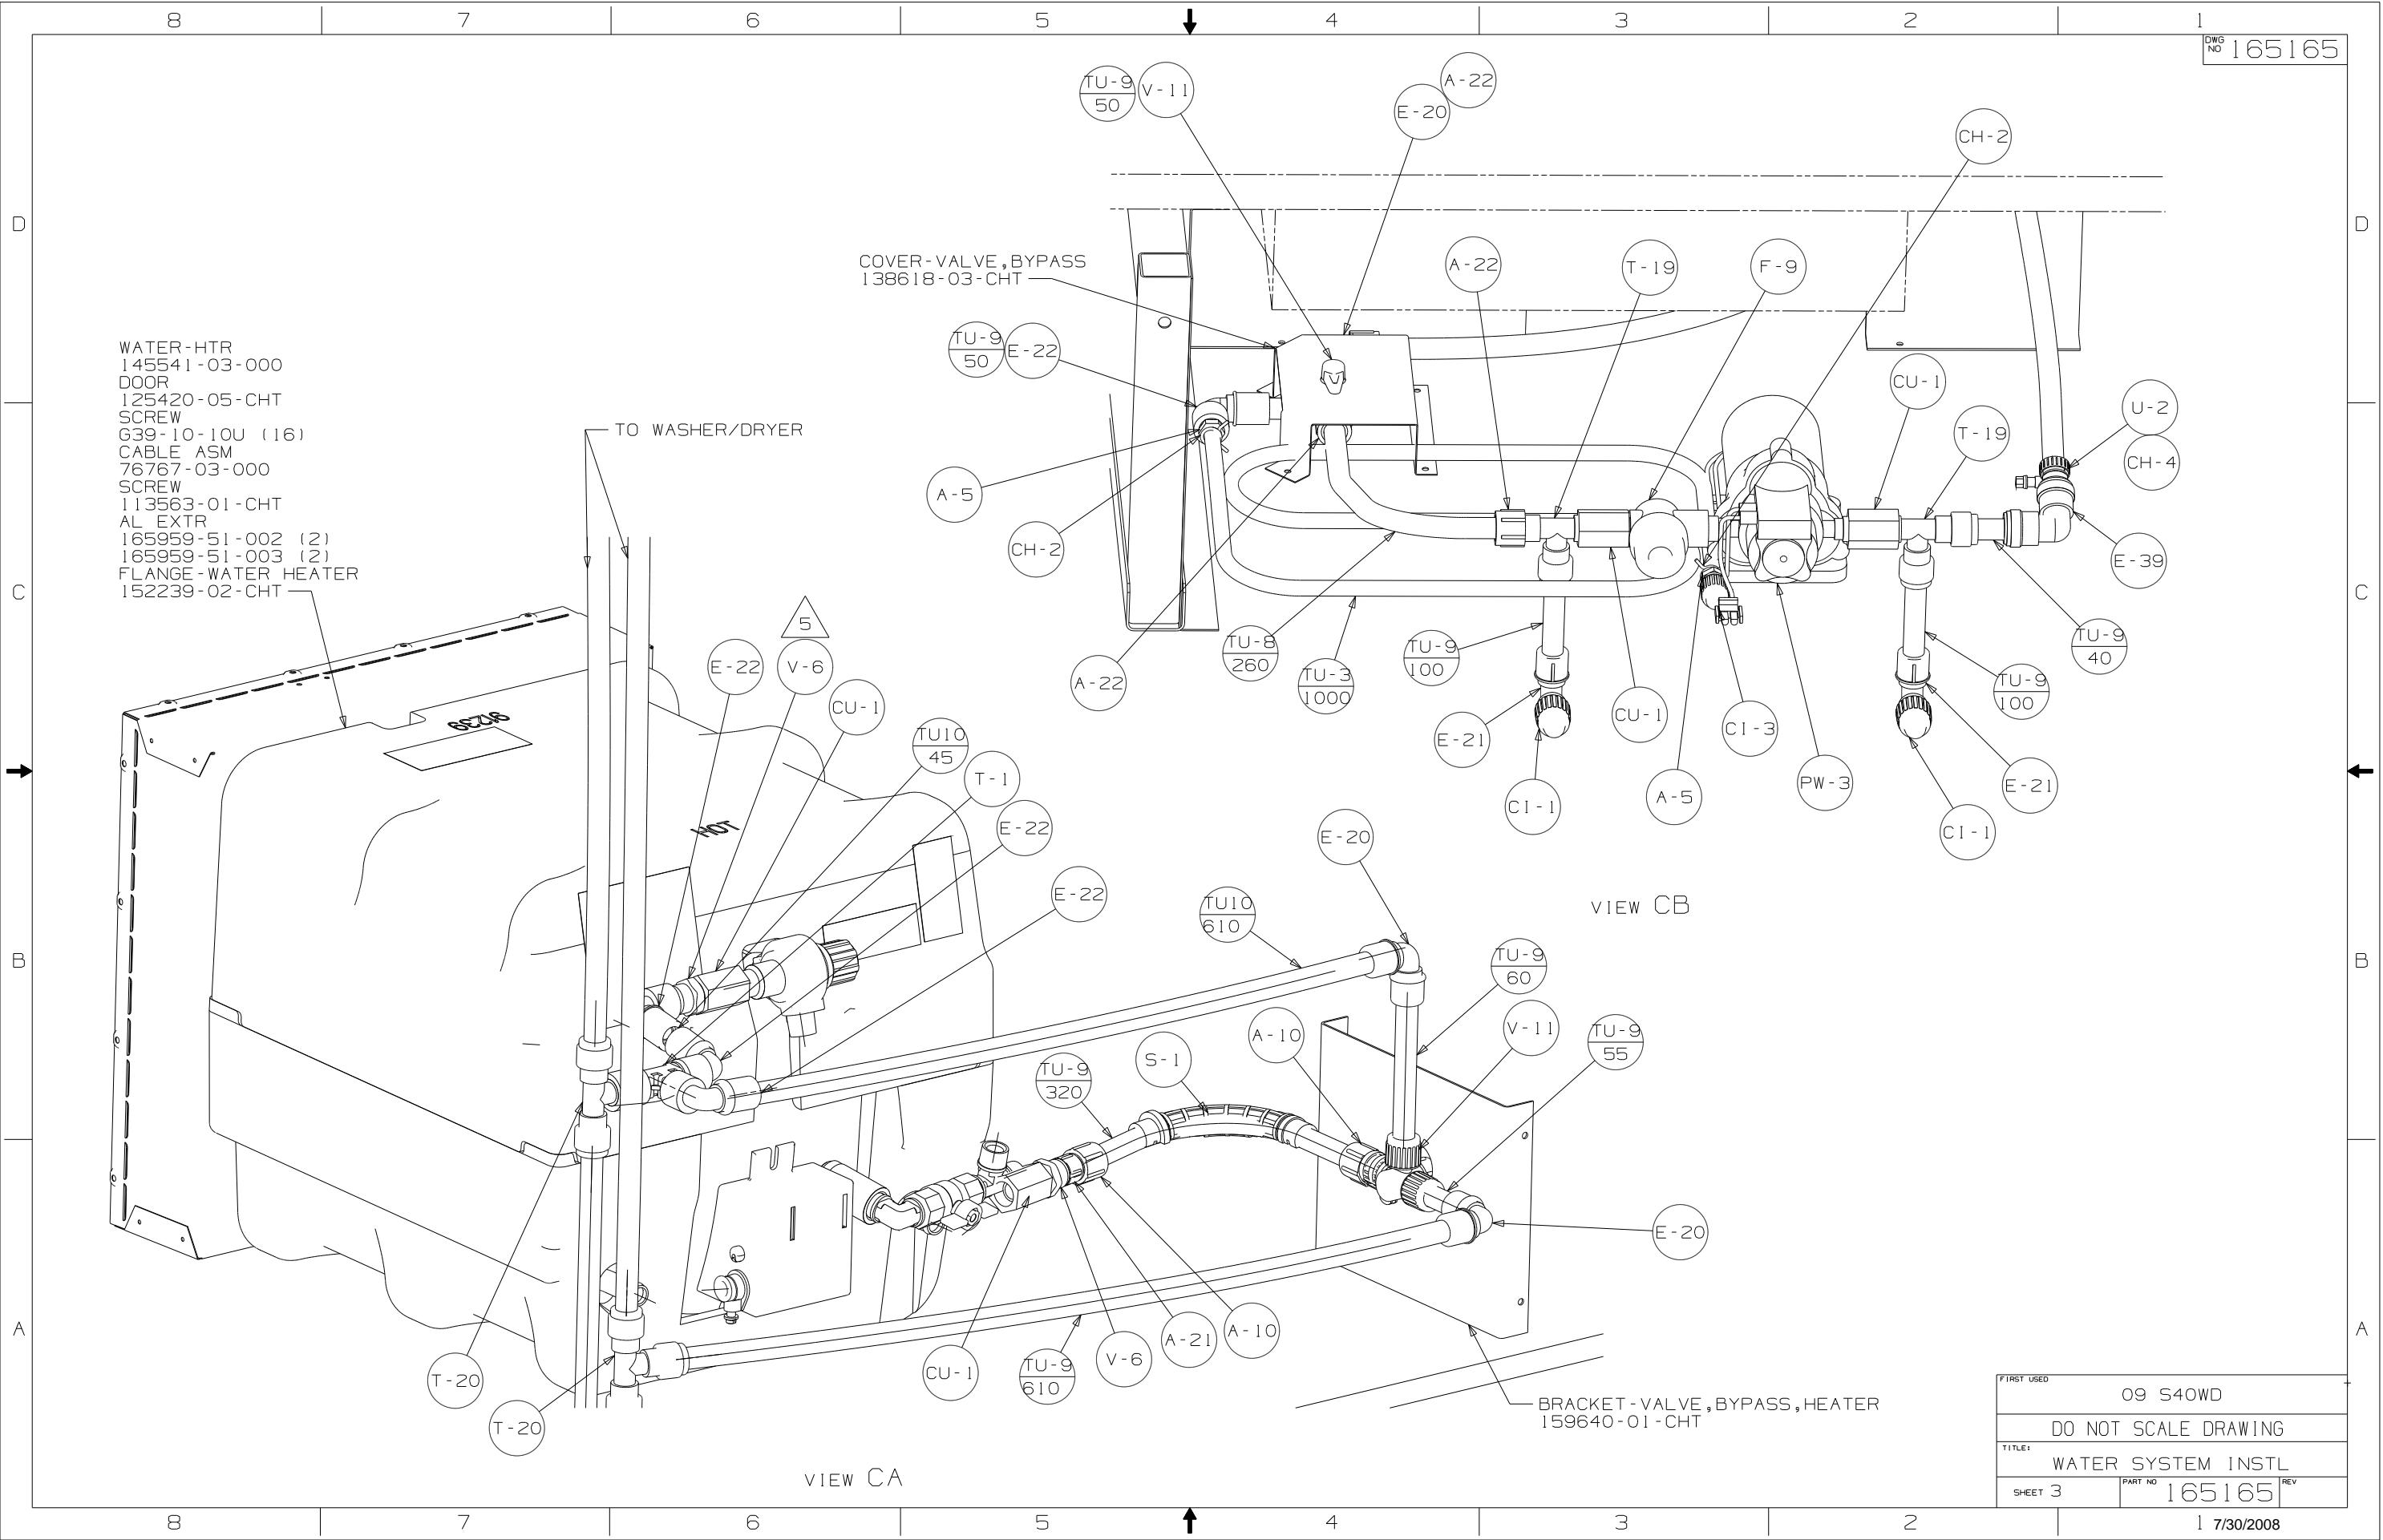 8 7 6 5 4 3 2 1
DWG NO 165165
TU-9
50
V-11
A-22
E-20
CH-2
D
D
COVER-VALVE,BYPASS
138618-03-CHT
A-22
T-19
F-9
TU-9
50
E-22
CU-1
U-2
T-19
CH-4
WATER-HTR
145541-03-000
DOOR
125420-05-CHT
SCREW
G39-10-10U (16)
CABLE ASM
76767-03-000
SCREW
113563-01-CHT
AL EXTR
165959-51-002 (2)
165959-51-003 (2)
FLANGE-WATER HEATER
152239-02-CHT
TO WASHER/DRYER
A-5
CH-2
E-39
C
C
5
E-22
V-6
CU-1
A-22
TU-8
260
TU-3
1000
TU-9
100
TU-9
40
TU-9
100
E-21
CU-1
CI-3
CI-1
A-5
PW-3
E-21
CI-1
91239
TU10
45
T-1
HOT
E-22
E-22
E-20
VIEW CB
TU10
610
B
B
TU-9
60
V-11
A-10
TU-9
55
S-1
TU-9
320
E-20
A
A
T-20
T-20
CU-1
TU-9
610
V-6
A-21
A-10
BRACKET-VALVE,BYPASS,HEATER
159640-01-CHT
VIEW CA
FIRST USED
09 S40WD
DO NOT SCALE DRAWING
TITLE:
WATER SYSTEM INSTL
SHEET 3 PART NO 165165 REV
8 7 6 5 4 3 2 1
7/30/2008